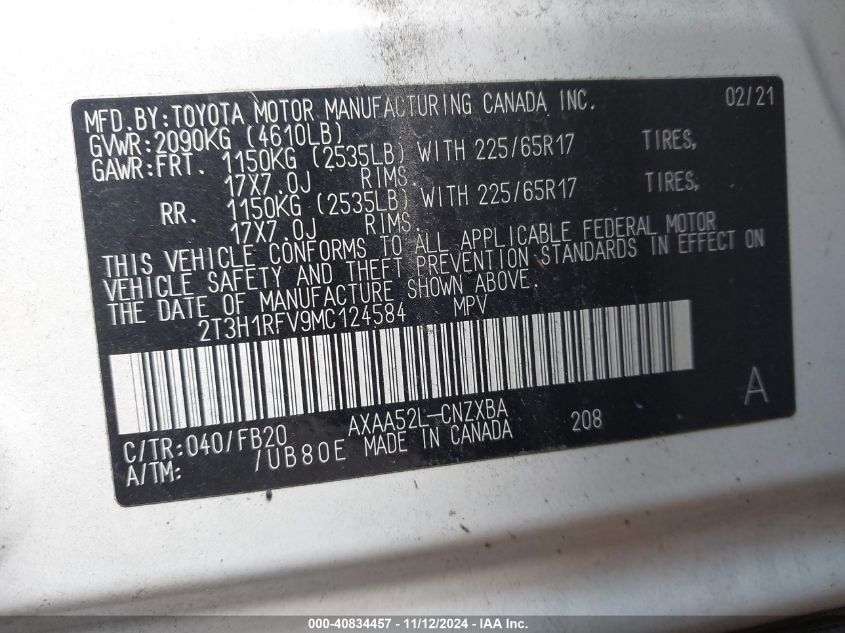 MFD.BY:TOYOTA MOTOR MANUFACTURING CANADA INC. 02/21
GVWR:2090KG (4610LB)
GAWR:FRT. 1150KG (2535LB) WITH 225/65R17 TIRES,
17X7.0J RIMS.
RR. 1150KG (2535LB) WITH 225/65R17 TIRES,
17X7.0J RIMS.
THIS VEHICLE CONFORMS TO ALL APPLICABLE FEDERAL MOTOR
VEHICLE SAFETY AND THEFT PREVENTION STANDARDS IN EFFECT ON
THE DATE OF MANUFACTURE SHOWN ABOVE.
2T3H1RFV9MC124584 MPV
C/TR:040/FB20 AXAA52L-CNZXBA 208 A
A/TM: /UB80E MADE IN CANADA
000-40834457 - 11/12/2024 - IAA Inc.